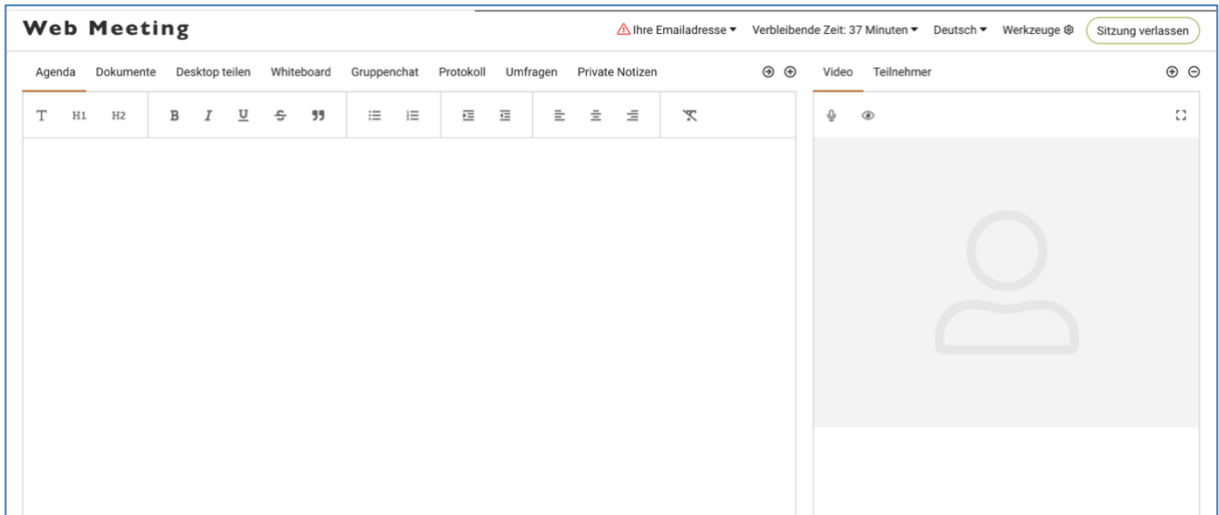 Web Meeting
Ihre Emailadresse Verbleibende Zeit: 37 Minuten Deutsch Werkzeuge Sitzung verlassen
Agenda Dokumente Desktop teilen Whiteboard Gruppenchat Protokoll Umfragen Private Notizen
Video Teilnehmer
T H1 H2 B I U S